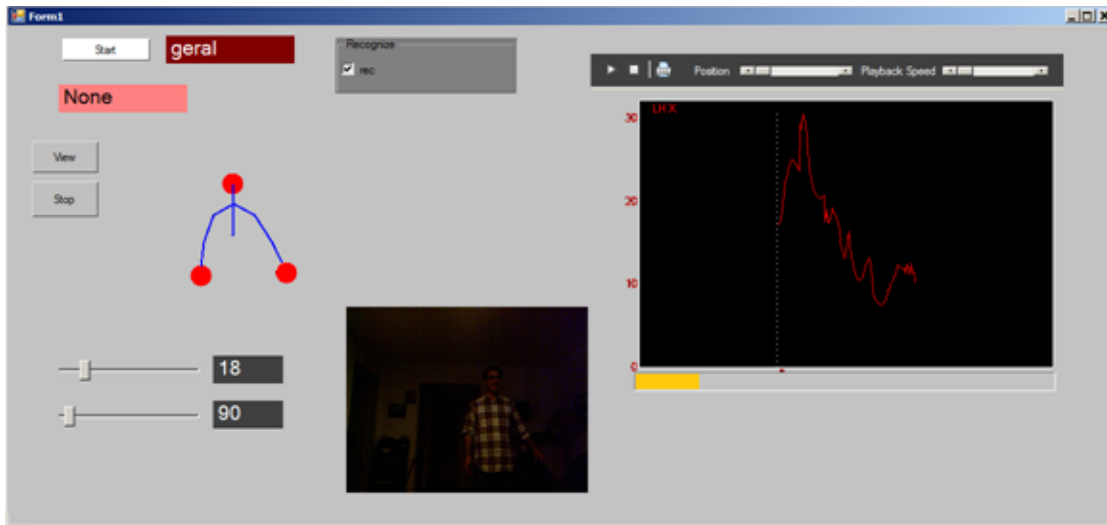 Form1
Start
geral
Recognize
rec
None
View
Stop
18
90
Position
Playback Speed
LH X
30
20
10
0